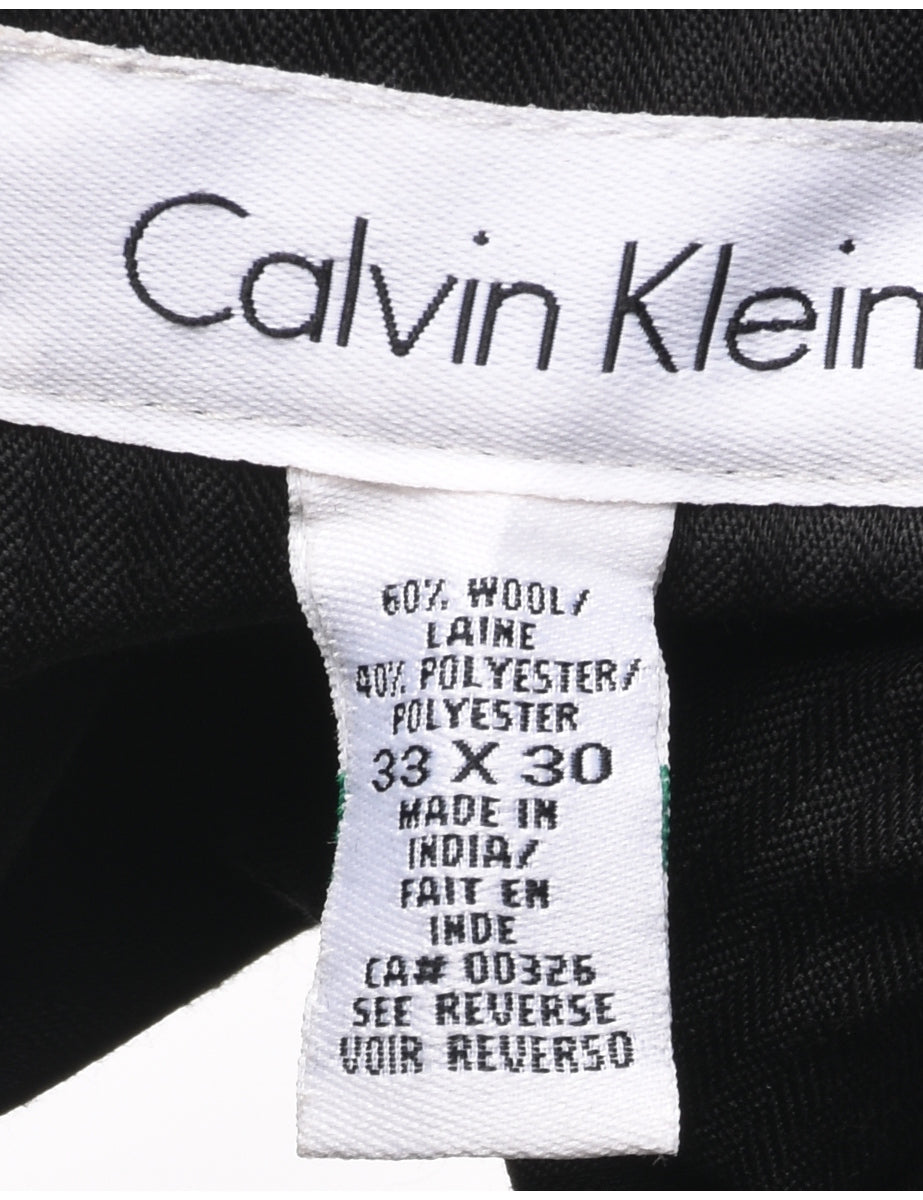 Calvin Klein
60% WOOL/
LAINE
40% POLYESTER/
POLYESTER
33 X 30
MADE IN
INDIA/
FAIT EN
INDE
CA# 00326
SEE REVERSE
VOIR REVERSO